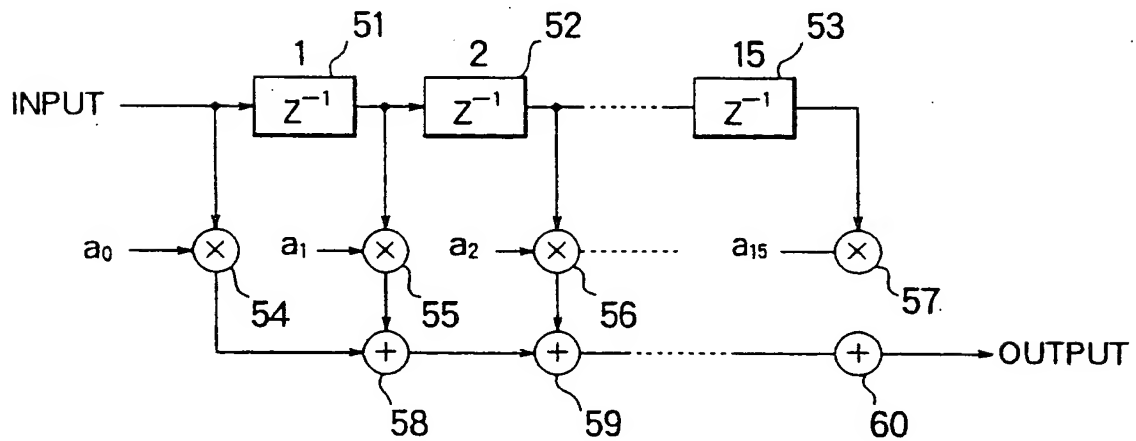 51
52
53
1
2
15
INPUT
Z⁻¹
Z⁻¹
Z⁻¹
a₀
×
a₁
×
a₂
×
a₁₅
×
54
55
56
57
+
+
+
OUTPUT
58
59
60